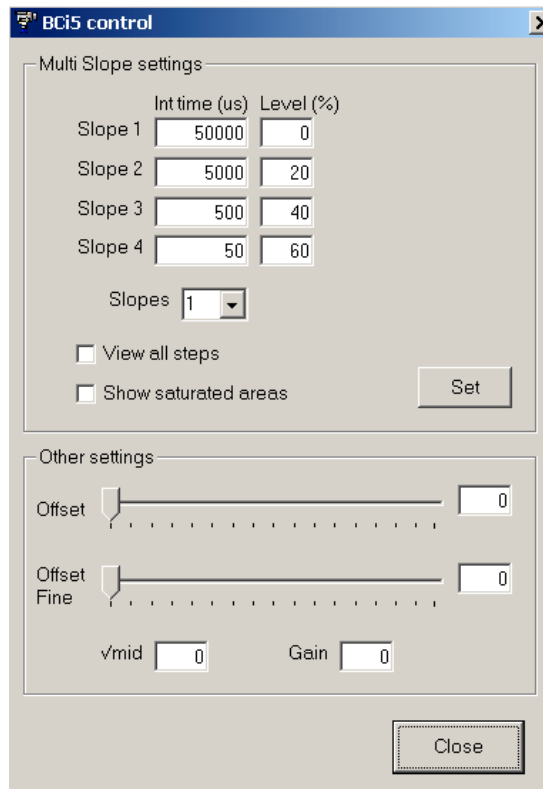 BCi5 control
Multi Slope settings
Int time (us) Level (%)
Slope 1 50000 0
Slope 2 5000 20
Slope 3 500 40
Slope 4 50 60
Slopes 1
View all steps
Show saturated areas Set
Other settings
Offset 0
Offset Fine 0
Vmid 0 Gain 0
Close